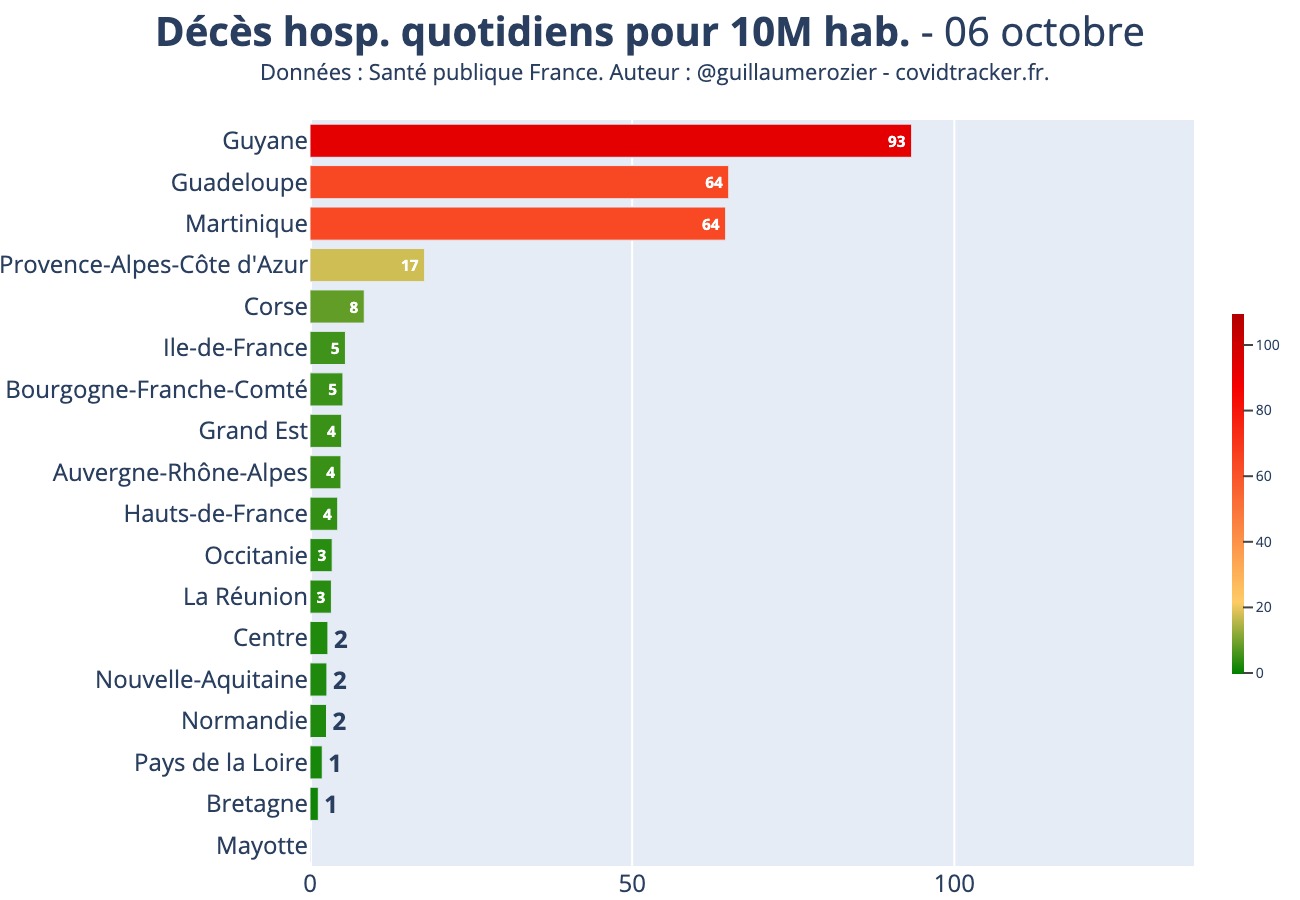 Décès hosp. quotidiens pour 10M hab. - 06 octobre
Données : Santé publique France. Auteur : @guillaumerozier - covidtracker.fr.
Guyane 93
Guadeloupe 64
Martinique 64
Provence-Alpes-Côte d'Azur 17
Corse 8
Ile-de-France 5
Bourgogne-Franche-Comté 5
Grand Est 4
Auvergne-Rhône-Alpes 4
Hauts-de-France 4
Occitanie 3
La Réunion 3
Centre 2
Nouvelle-Aquitaine 2
Normandie 2
Pays de la Loire 1
Bretagne 1
Mayotte
0 50 100
100
80
60
40
20
0